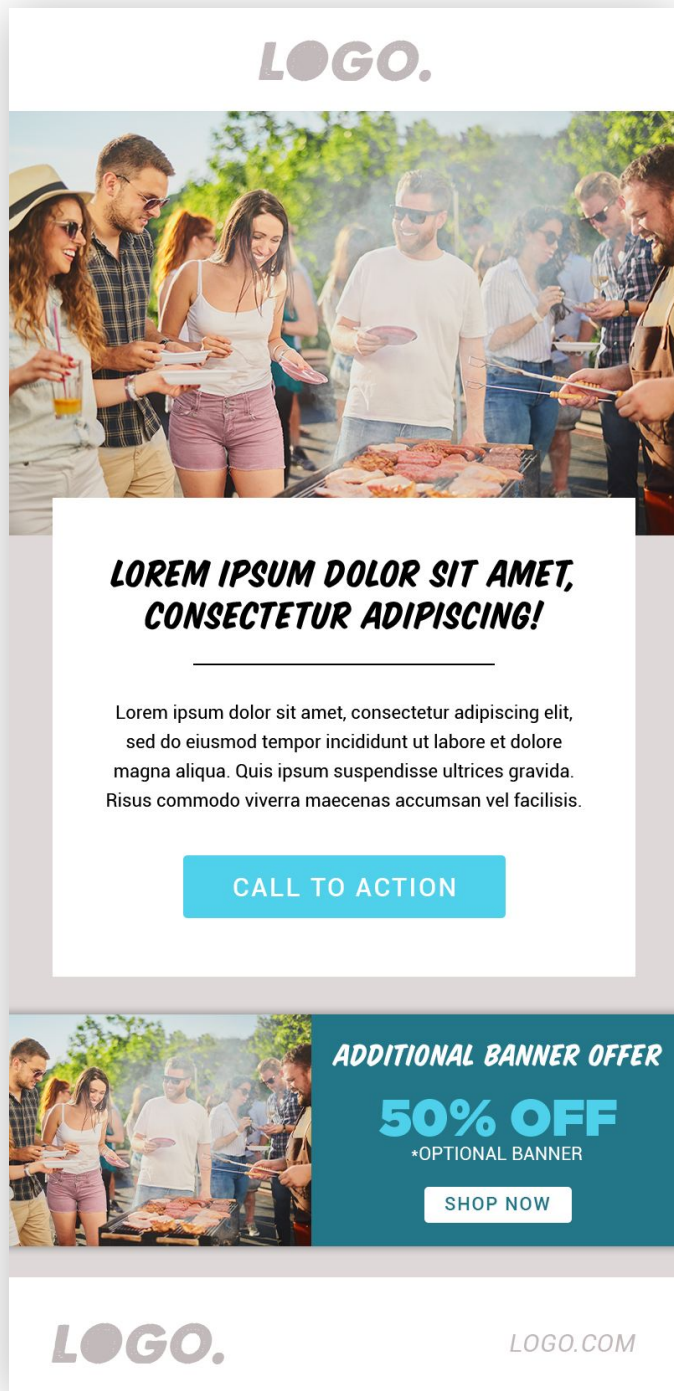 LOGO.
LOREM IPSUM DOLOR SIT AMET,
CONSECTETUR ADIPISCING!
Lorem ipsum dolor sit amet, consectetur adipiscing elit,
sed do eiusmod tempor incididunt ut labore et dolore
magna aliqua. Quis ipsum suspendisse ultrices gravida.
Risus commodo viverra maecenas accumsan vel facilisis.
CALL TO ACTION
ADDITIONAL BANNER OFFER
50% OFF
*OPTIONAL BANNER
SHOP NOW
LOGO.
LOGO.COM